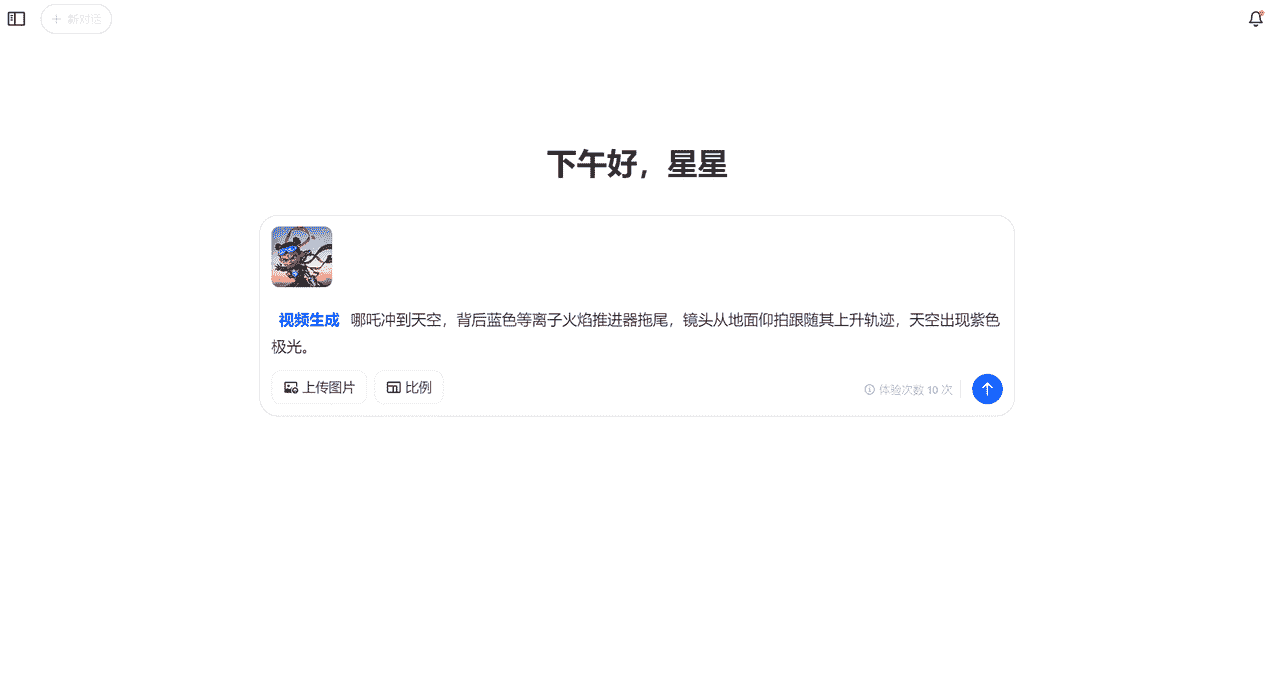 新对话
下午好，星星
视频生成 哪吒冲到天空，背后蓝色等离子火焰推进器拖尾，镜头从地面仰拍跟随其上升轨迹，天空出现紫色
极光。
上传图片 比例 体验次数 10 次